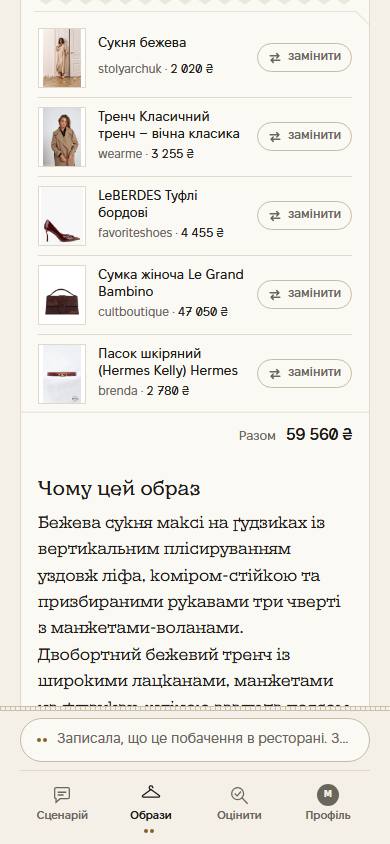 Сукня бежева
stolyarchuk · 2 020 ₴
замінити
Тренч Класичний
тренч – вічна класика
wearme · 3 255 ₴
замінити
LeBERDES Туфлі
бордові
favoriteshoes · 4 455 ₴
замінити
Сумка жіноча Le Grand
Bambino
cultboutique · 47 050 ₴
замінити
Пасок шкіряний
(Hermes Kelly) Hermes
brenda · 2 780 ₴
замінити
Разом 59 560 ₴
Чому цей образ
Бежева сукня максі на ґудзиках із
вертикальним плісируванням
уздовж ліфа, коміром-стійкою та
призбираними рукавами три чверті
з манжетами-воланами.
Двобортний бежевий тренч із
широкими лацканами, манжетами
Записала, що це побачення в ресторані. З...
Сценарій
Образи
Оцінити
М
Профіль